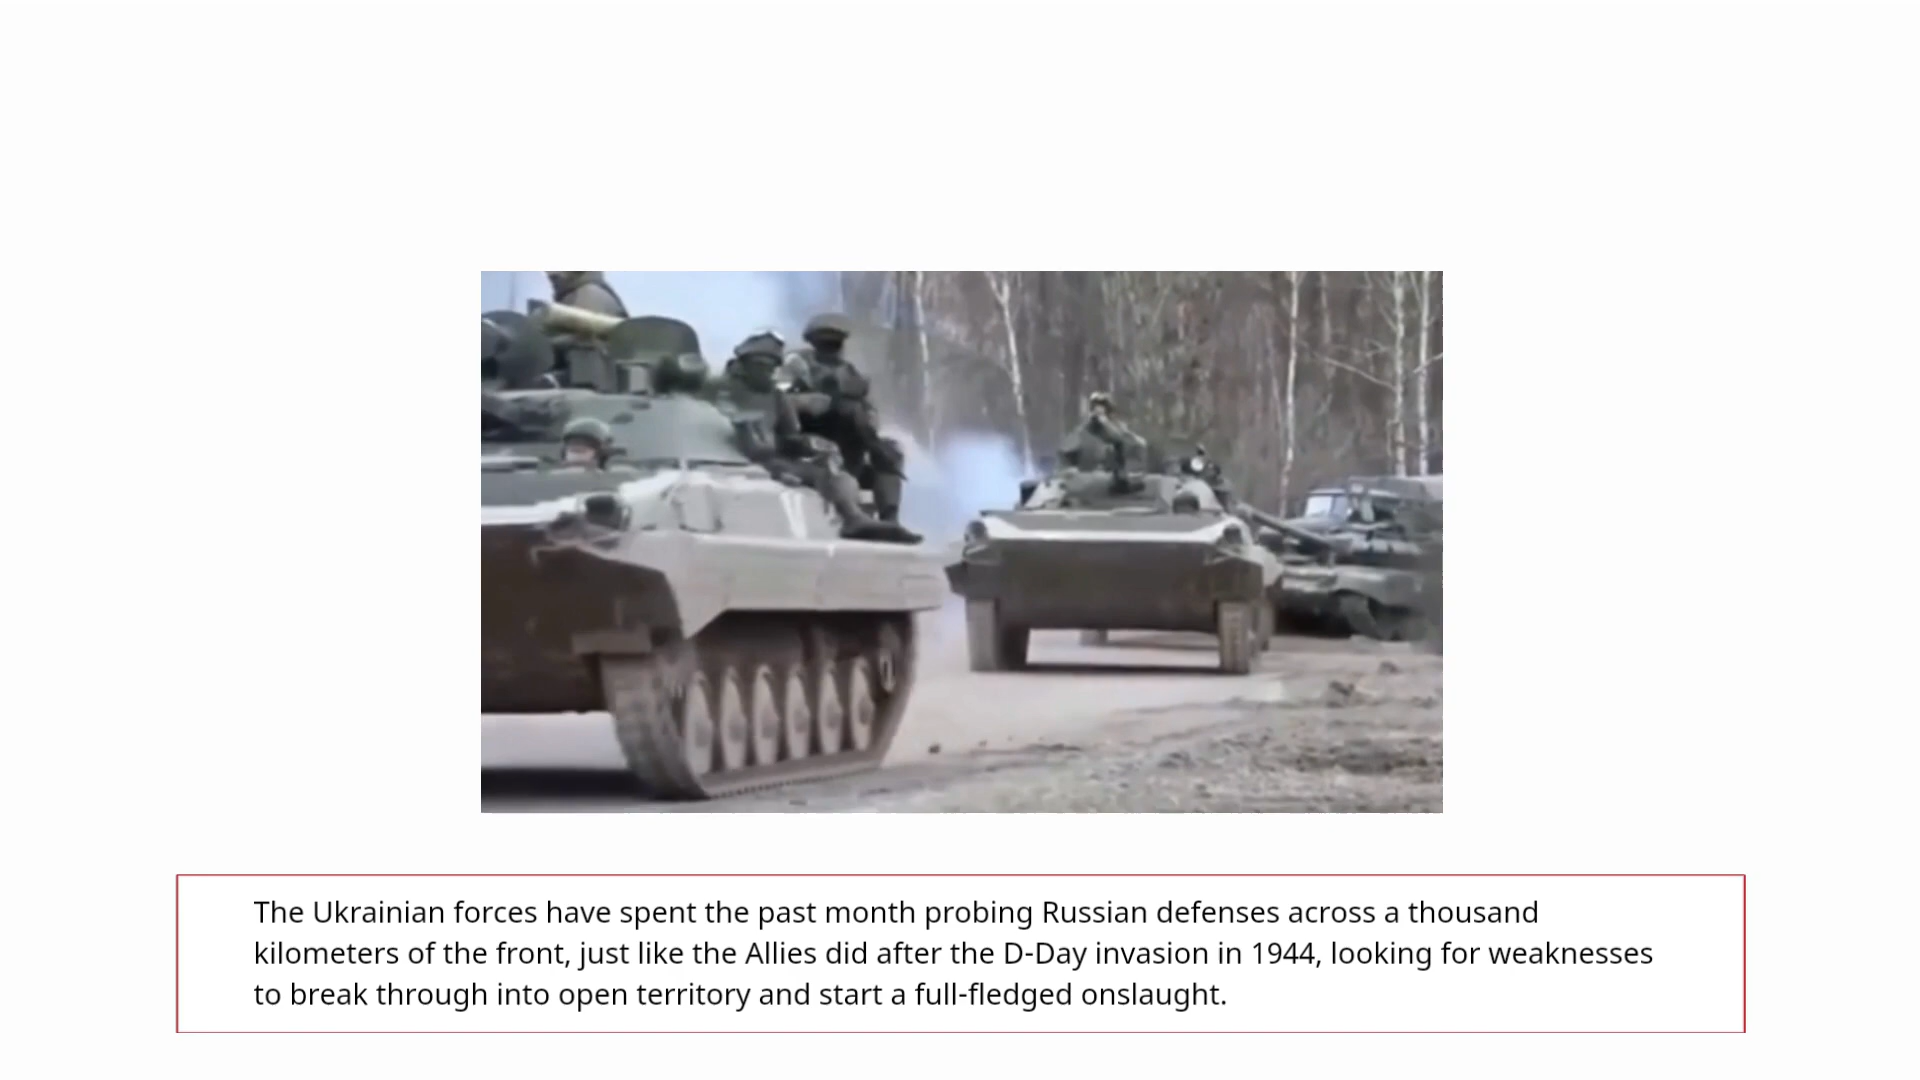 The Ukrainian forces have spent the past month probing Russian defenses across a thousand
kilometers of the front, just like the Allies did after the D-Day invasion in 1944, looking for weaknesses
to break through into open territory and start a full-fledged onslaught.